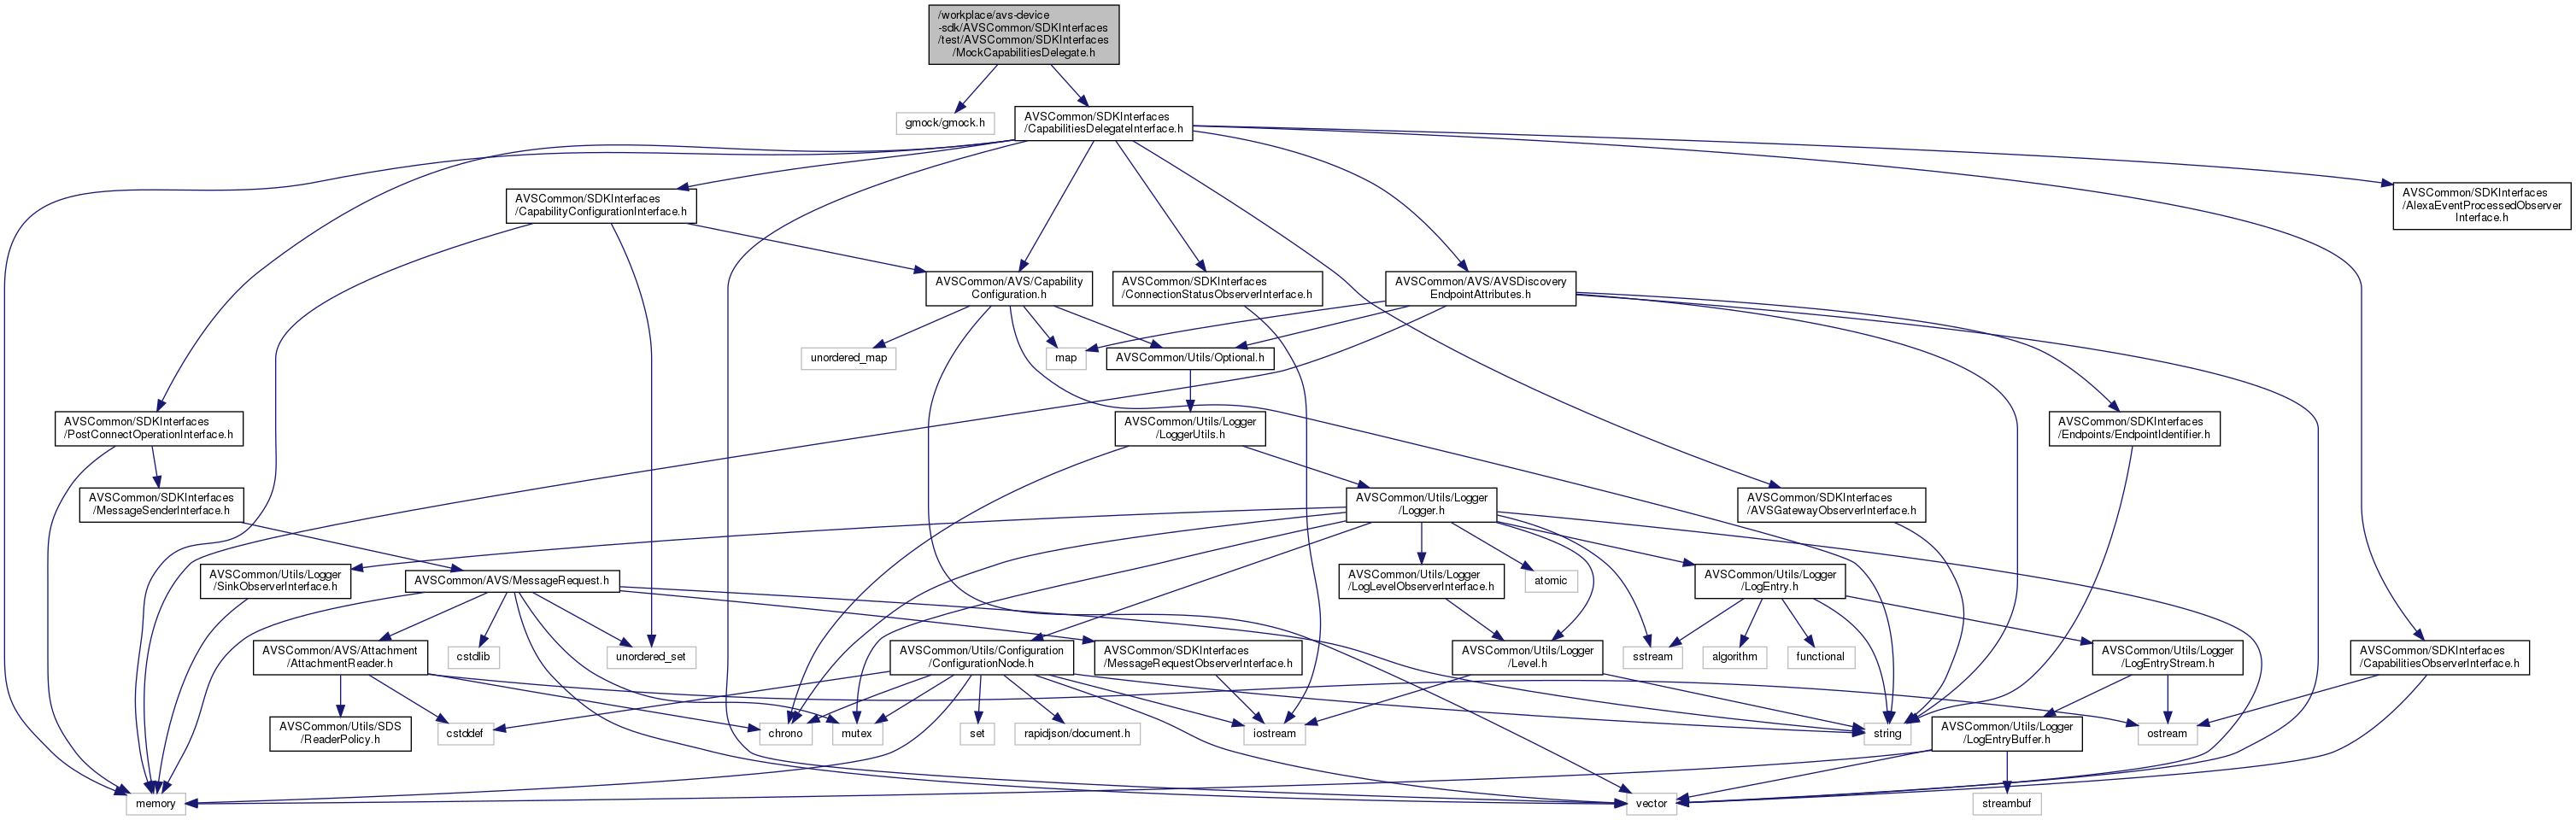 /workplace/avs-device
-sdk/AVSCommon/SDKInterfaces
/test/AVSCommon/SDKInterfaces
/MockCapabilitiesDelegate.h
gmock/gmock.h
AVSCommon/SDKInterfaces
/CapabilitiesDelegateInterface.h
AVSCommon/SDKInterfaces
/CapabilityConfigurationInterface.h
AVSCommon/SDKInterfaces
/AlexaEventProcessedObserver
Interface.h
AVSCommon/AVS/Capability
Configuration.h
AVSCommon/SDKInterfaces
/ConnectionStatusObserverInterface.h
AVSCommon/AVS/AVSDiscovery
EndpointAttributes.h
unordered_map
map
AVSCommon/Utils/Optional.h
AVSCommon/SDKInterfaces
/PostConnectOperationInterface.h
AVSCommon/Utils/Logger
/LoggerUtils.h
AVSCommon/SDKInterfaces
/Endpoints/EndpointIdentifier.h
AVSCommon/SDKInterfaces
/MessageSenderInterface.h
AVSCommon/Utils/Logger
/Logger.h
AVSCommon/SDKInterfaces
/AVSGatewayObserverInterface.h
AVSCommon/Utils/Logger
/SinkObserverInterface.h
AVSCommon/AVS/MessageRequest.h
AVSCommon/Utils/Logger
/LogLevelObserverInterface.h
atomic
AVSCommon/Utils/Logger
/LogEntry.h
AVSCommon/AVS/Attachment
/AttachmentReader.h
cstdlib
unordered_set
AVSCommon/Utils/Configuration
/ConfigurationNode.h
AVSCommon/SDKInterfaces
/MessageRequestObserverInterface.h
AVSCommon/Utils/Logger
/Level.h
sstream
algorithm
functional
AVSCommon/Utils/Logger
/LogEntryStream.h
AVSCommon/SDKInterfaces
/CapabilitiesObserverInterface.h
AVSCommon/Utils/SDS
/ReaderPolicy.h
cstddef
chrono
mutex
set
rapidjson/document.h
iostream
string
AVSCommon/Utils/Logger
/LogEntryBuffer.h
ostream
memory
vector
streambuf